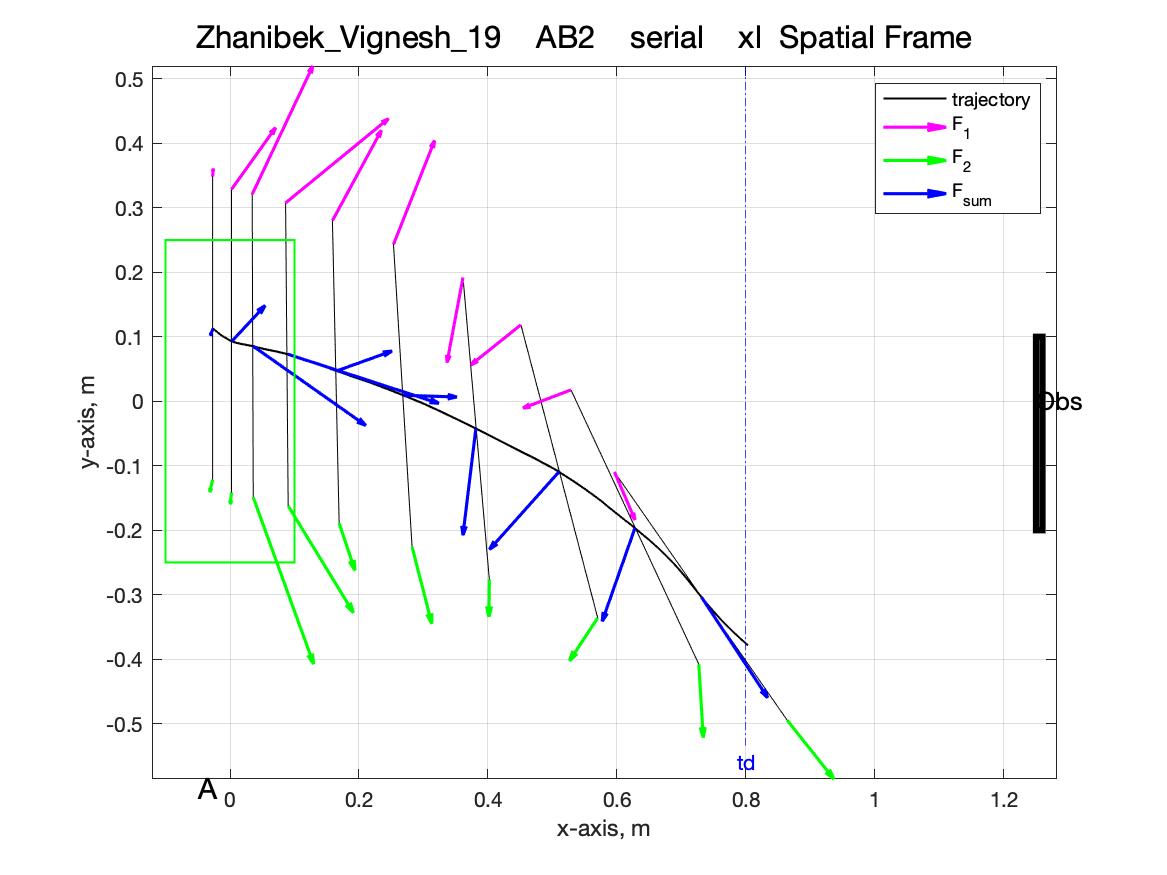 Zhanibek_Vignesh_19 AB2 serial xl Spatial Frame
trajectory
F1
F2
Fsum
0.5
0.4
0.3
0.2
0.1
0
-0.1
-0.2
-0.3
-0.4
-0.5
y-axis, m
Obs
td
A
0 0.2 0.4 0.6 0.8 1 1.2
x-axis, m